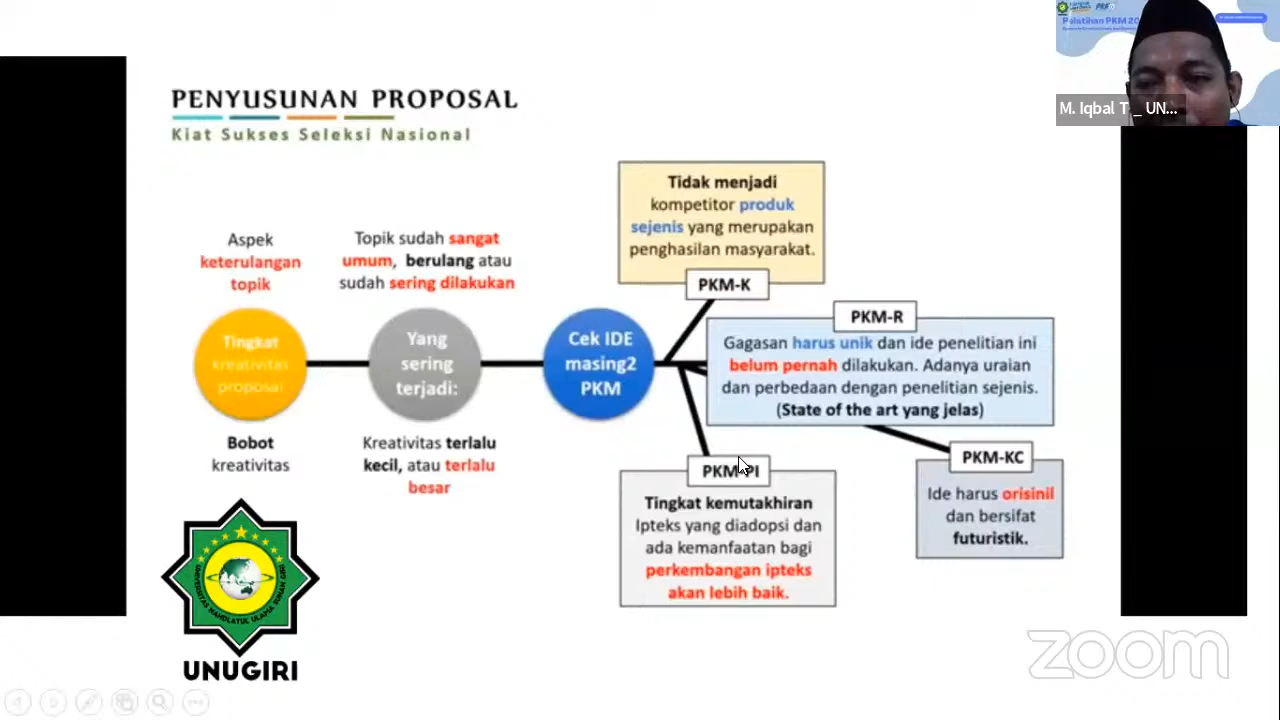 PENYUSUNAN PROPOSAL
Kiat Sukses Seleksi Nasional
Aspek
keterulangan
topik
Tingkat
kreativitas
proposal
Bobot
kreativitas
Topik sudah sangat
umum, berulang atau
sudah sering dilakukan
Yang
sering
terjadi:
Kreativitas terlalu
kecil, atau terlalu
besar
Cek IDE
masing2
PKM
Tidak menjadi
kompetitor produk
sejenis yang merupakan
penghasilan masyarakat.
PKM-K
PKM-R
Gagasan harus unik dan ide penelitian ini
belum pernah dilakukan. Adanya uraian
dan perbedaan dengan penelitian sejenis.
(State of the art yang jelas)
PKM-PI
Tingkat kemutakhiran
Ipteks yang diadopsi dan
ada kemanfaatan bagi
perkembangan ipteks
akan lebih baik.
PKM-KC
Ide harus orisinil
dan bersifat
futuristik.
UNIVERSITAS NAHDLATUL ULAMA SUNAN GIRI
UNUGIRI
Pelatihan PKM 20
M. Iqbal T _ UN...
zoom